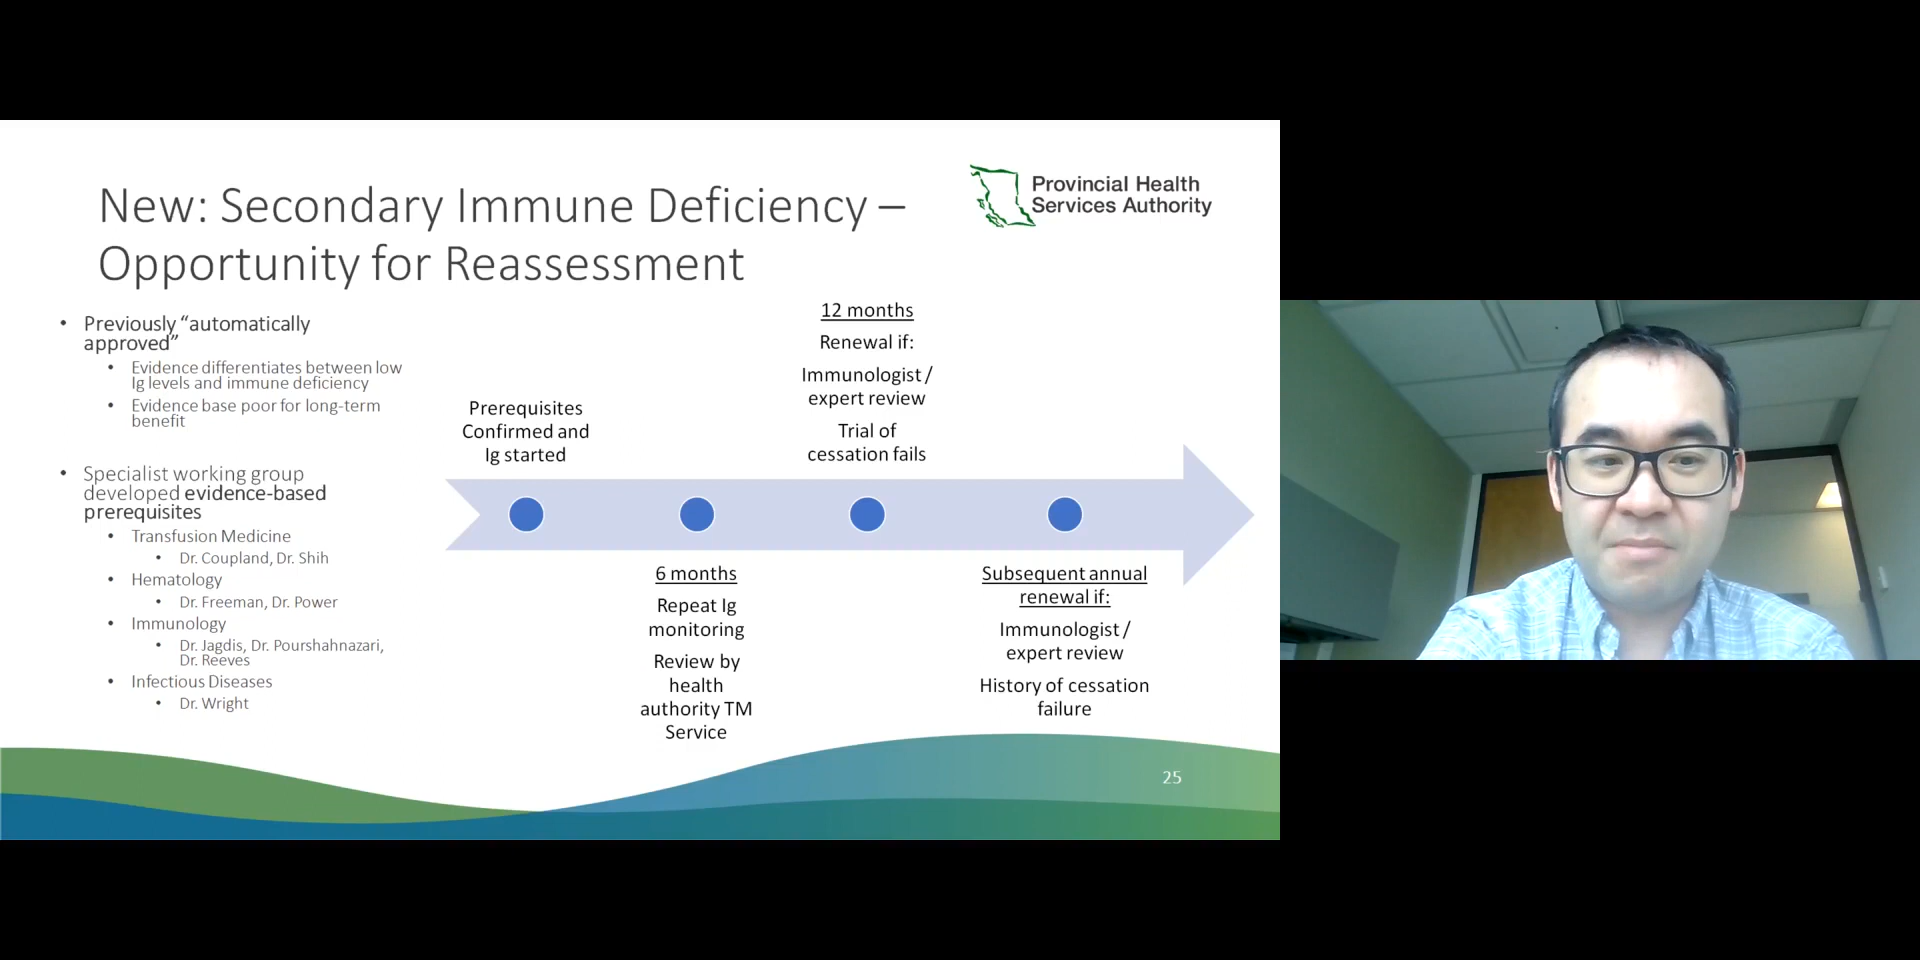 New: Secondary Immune Deficiency –
Opportunity for Reassessment
Provincial Health
Services Authority
• Previously “automatically
approved”
• Evidence differentiates between low
Ig levels and immune deficiency
• Evidence base poor for long-term
benefit
• Specialist working group
developed evidence-based
prerequisites
• Transfusion Medicine
• Dr. Coupland, Dr. Shih
• Hematology
• Dr. Freeman, Dr. Power
• Immunology
• Dr. Jagdis, Dr. Pourshahnazari,
Dr. Reeves
• Infectious Diseases
• Dr. Wright
Prerequisites
Confirmed and
Ig started
6 months
Repeat Ig
monitoring
Review by
health
authority TM
Service
12 months
Renewal if:
Immunologist /
expert review
Trial of
cessation fails
Subsequent annual
renewal if:
Immunologist /
expert review
History of cessation
failure
25